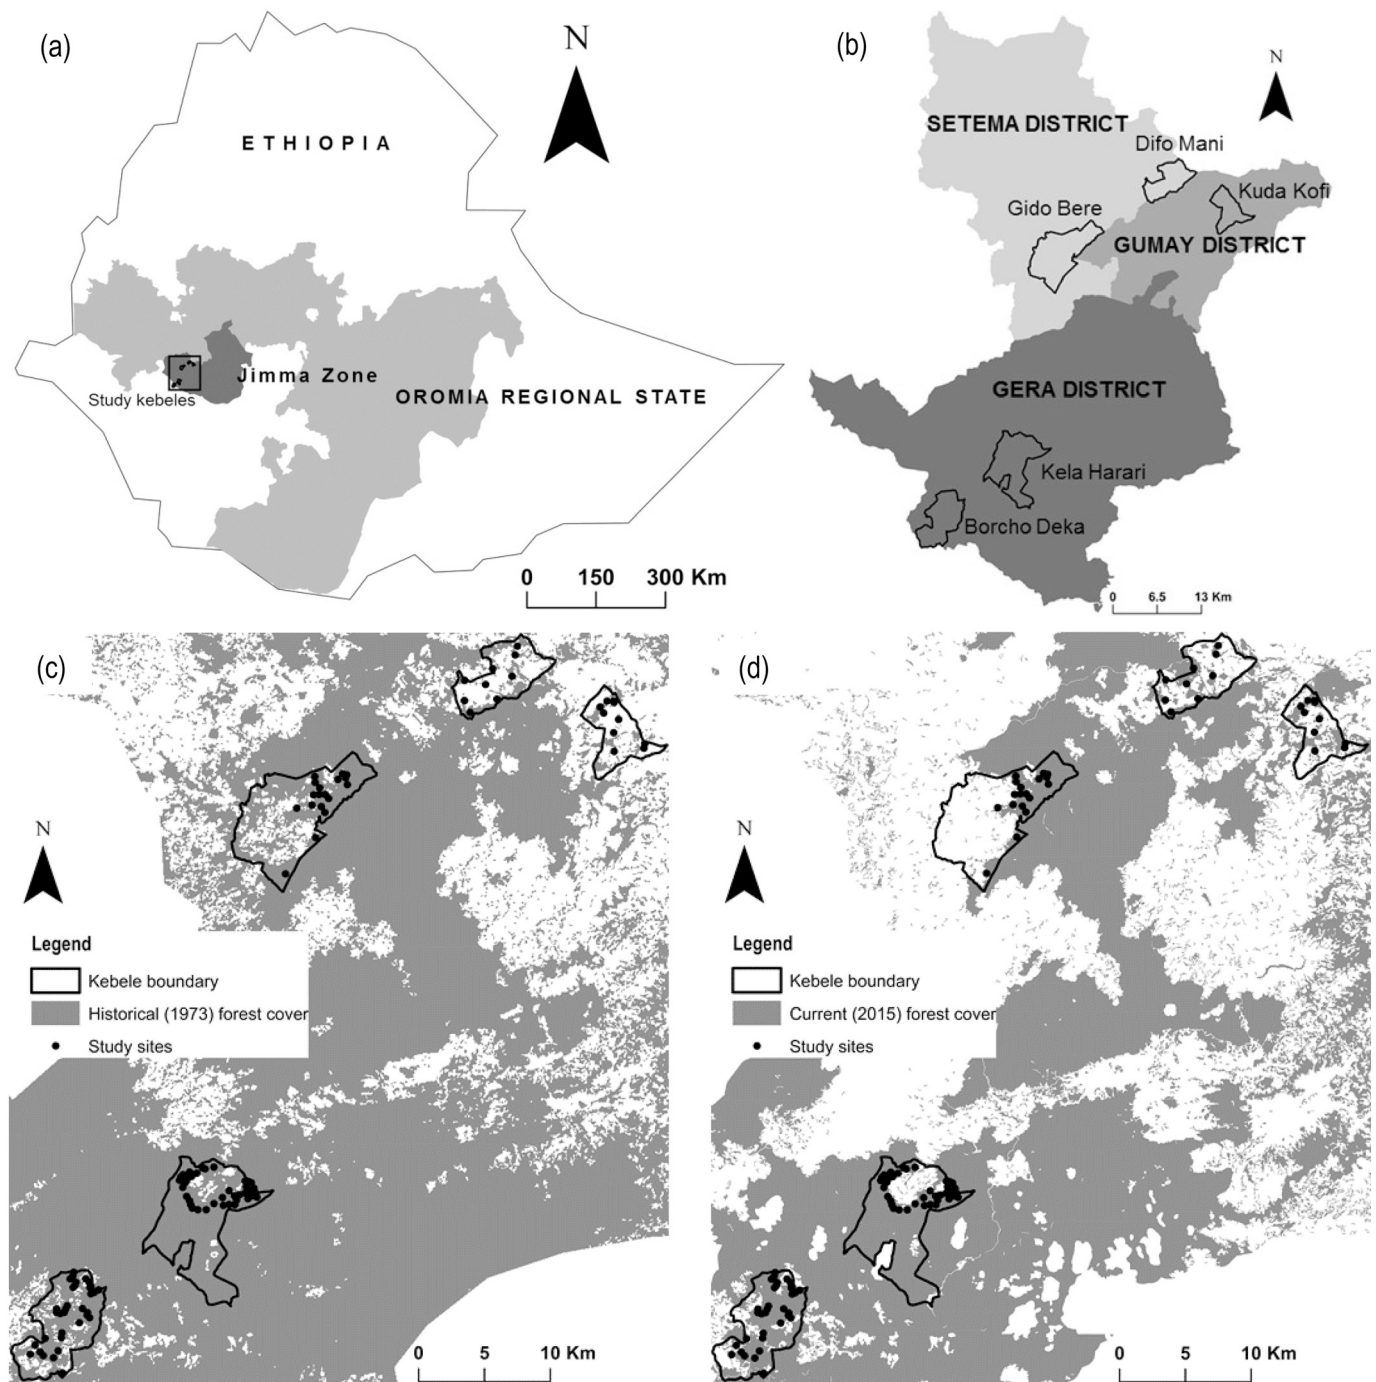 (a)
N
ETHIOPIA
Jimma Zone
Study kebeles
OROMIA REGIONAL STATE
0 150 300 Km
(b)
N
SETEMA DISTRICT
Difo Mani
Kuda Kofi
Gido Bere
GUMAY DISTRICT
GERA DISTRICT
Kela Harari
Borcho Deka
0 6.5 13 Km
(c)
N
Legend
Kebele boundary
Historical (1973) forest cover
Study sites
0 5 10 Km
(d)
N
Legend
Kebele boundary
Current (2015) forest cover
Study sites
0 5 10 Km